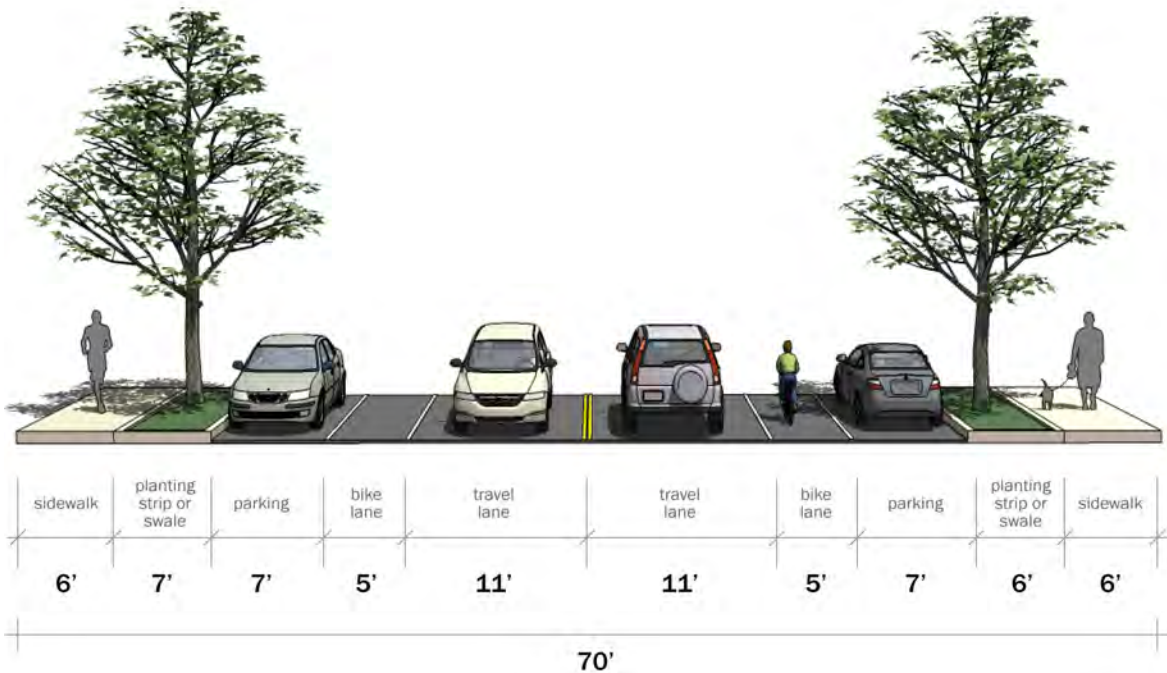 sidewalk
planting
strip or
swale
parking
bike
lane
travel
lane
travel
lane
bike
lane
parking
planting
strip or
swale
sidewalk
6' 7' 7' 5' 11' 11' 5' 7' 6' 6'
70'